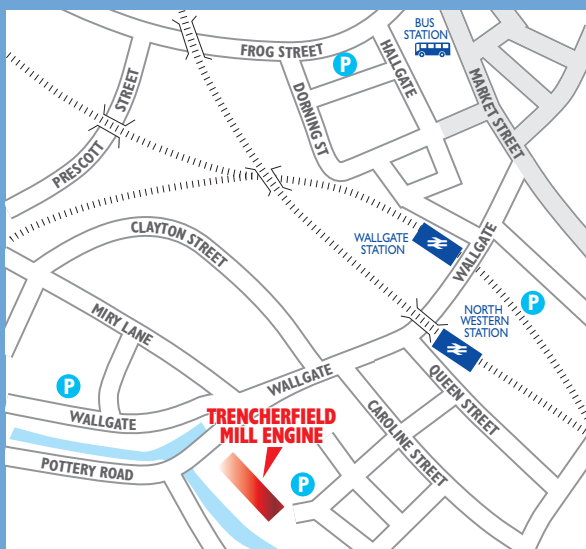 BUS
STATION
FROG STREET
P
HALLGATE
MARKET STREET
DORNING ST
PRESCOTT
STREET
WALLGATE
STATION
WALLGATE
CLAYTON STREET
P
NORTH
WESTERN
STATION
MIRY LANE
WALLGATE
QUEEN STREET
P
WALLGATE
CAROLINE STREET
TRENCHERFIELD
MILL ENGINE
POTTERY ROAD
P